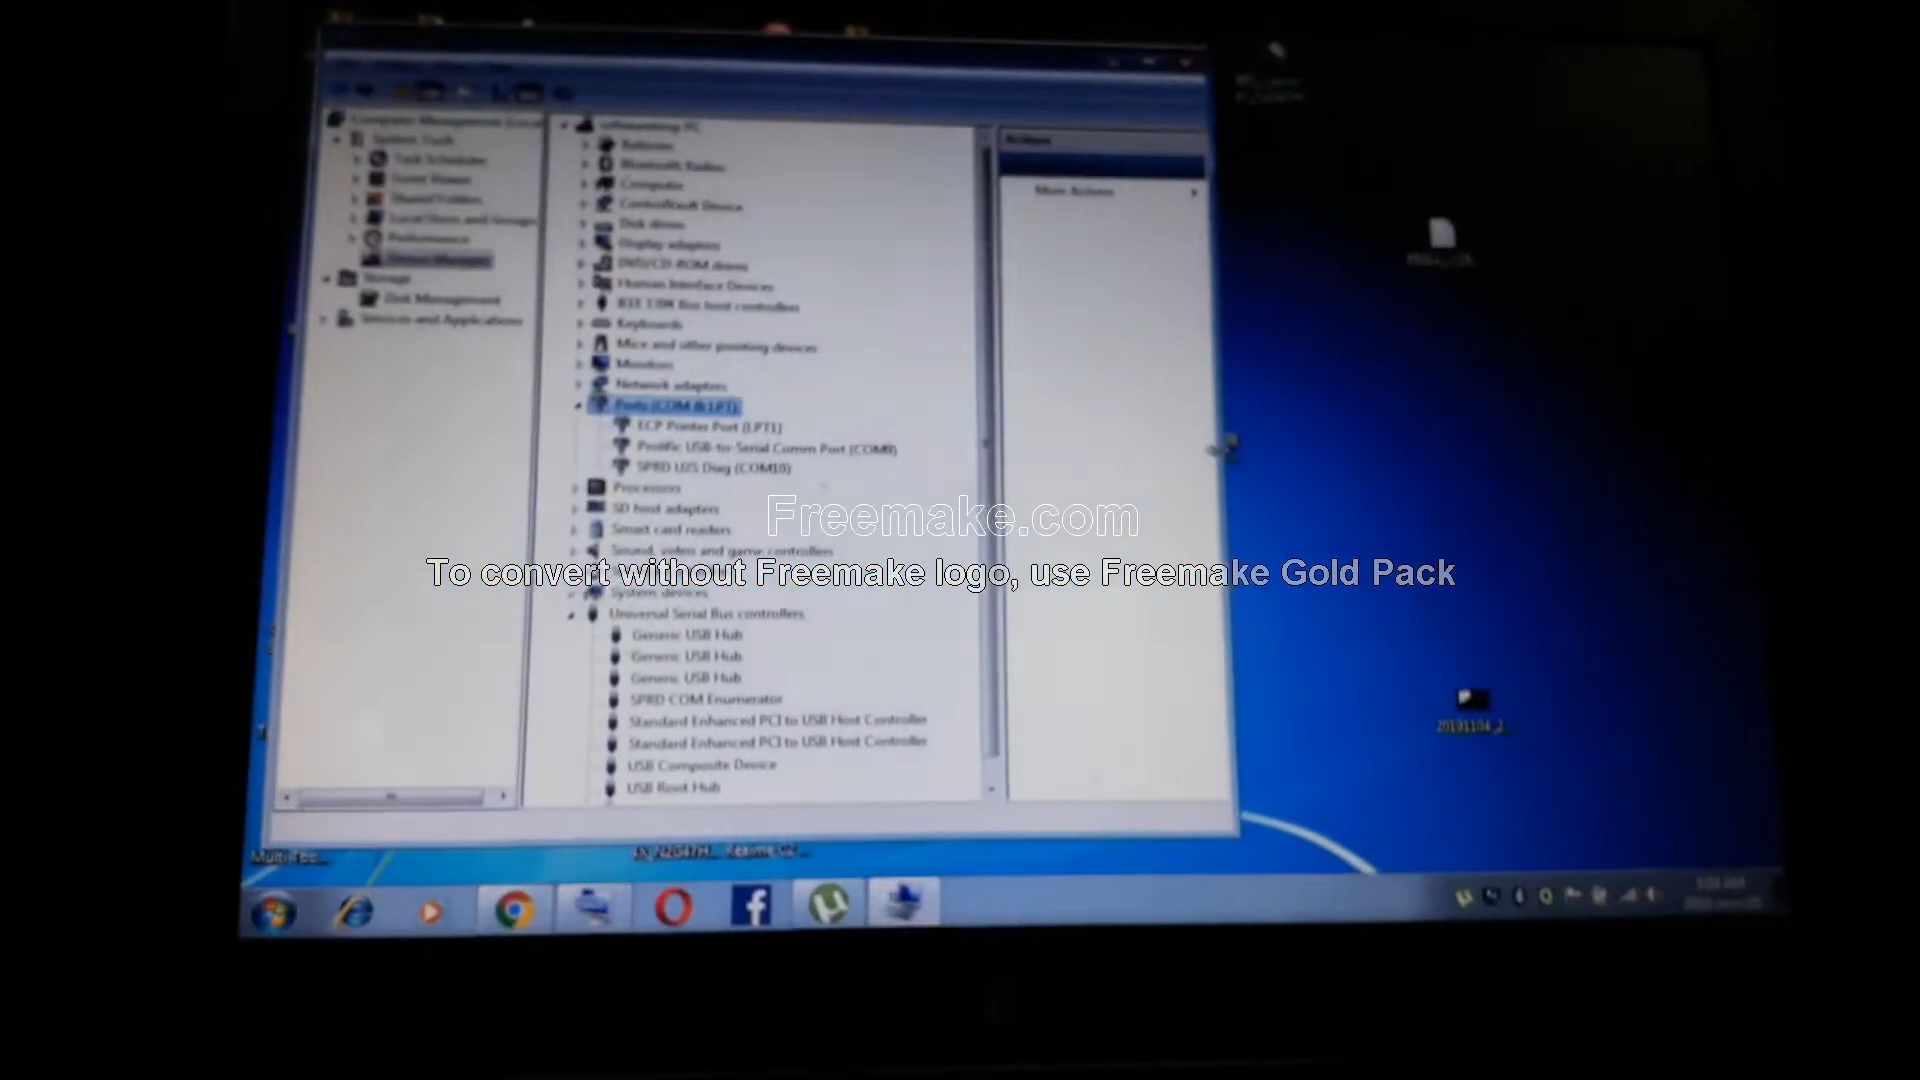 Computer Management (Local
System Tools
Task Scheduler
Event Viewer
Shared Folders
Local Users and Groups
Performance
Device Manager
Storage
Disk Management
Services and Applications
Batteries
Bluetooth Radios
Computer
ControlVault Device
Disk drives
Display adapters
DVD/CD-ROM drives
Human Interface Devices
IEEE 1394 Bus host controllers
Keyboards
Mice and other pointing devices
Monitors
Network adapters
Ports (COM & LPT)
ECP Printer Port (LPT1)
Prolific USB-to-Serial Comm Port (COM9)
SPRD U2S Diag (COM10)
Processors
SD host adapters
Smart card readers
Sound, video and game controllers
System devices
Universal Serial Bus controllers
Generic USB Hub
Generic USB Hub
Generic USB Hub
SPRD COM Enumerator
Standard Enhanced PCI to USB Host Controller
Standard Enhanced PCI to USB Host Controller
USB Composite Device
USB Root Hub
Actions
More Actions
Freemake.com
To convert without Freemake logo, use Freemake Gold Pack
20191104_2...